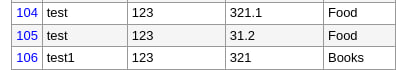 104 test 123 321.1 Food
105 test 123 31.2 Food
106 test1 123 321 Books